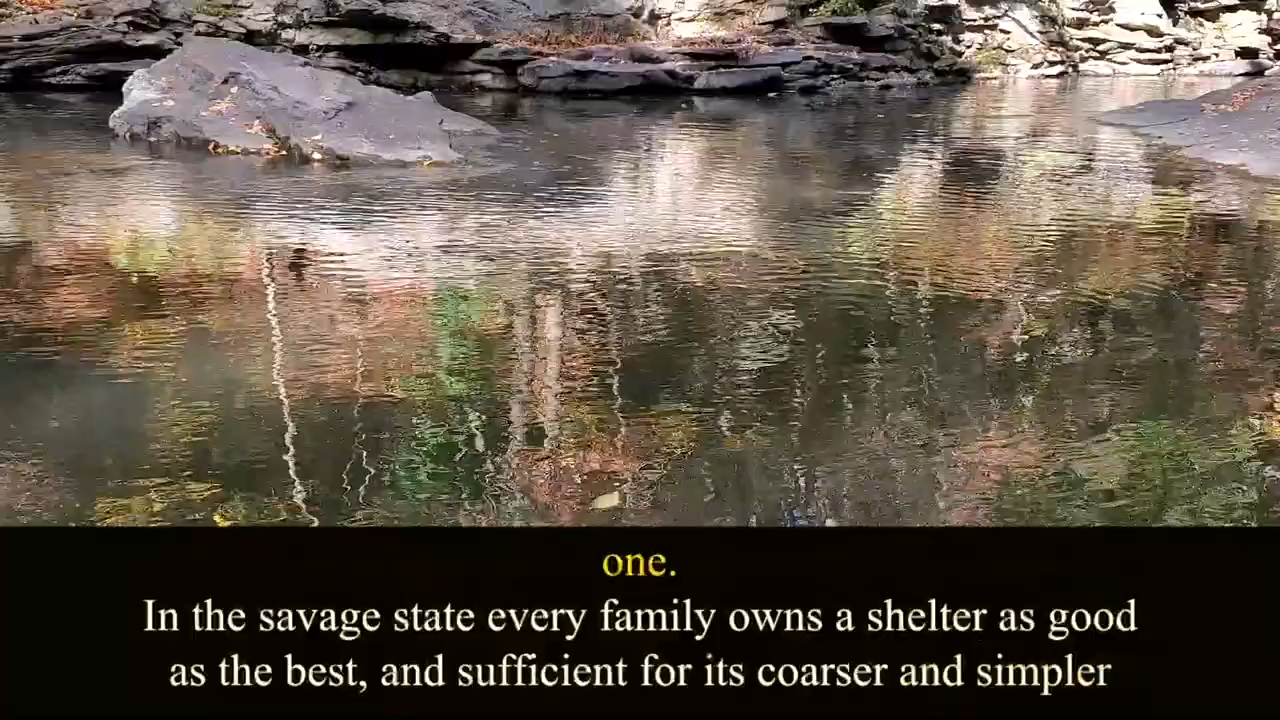 one.
In the savage state every family owns a shelter as good
as the best, and sufficient for its coarser and simpler